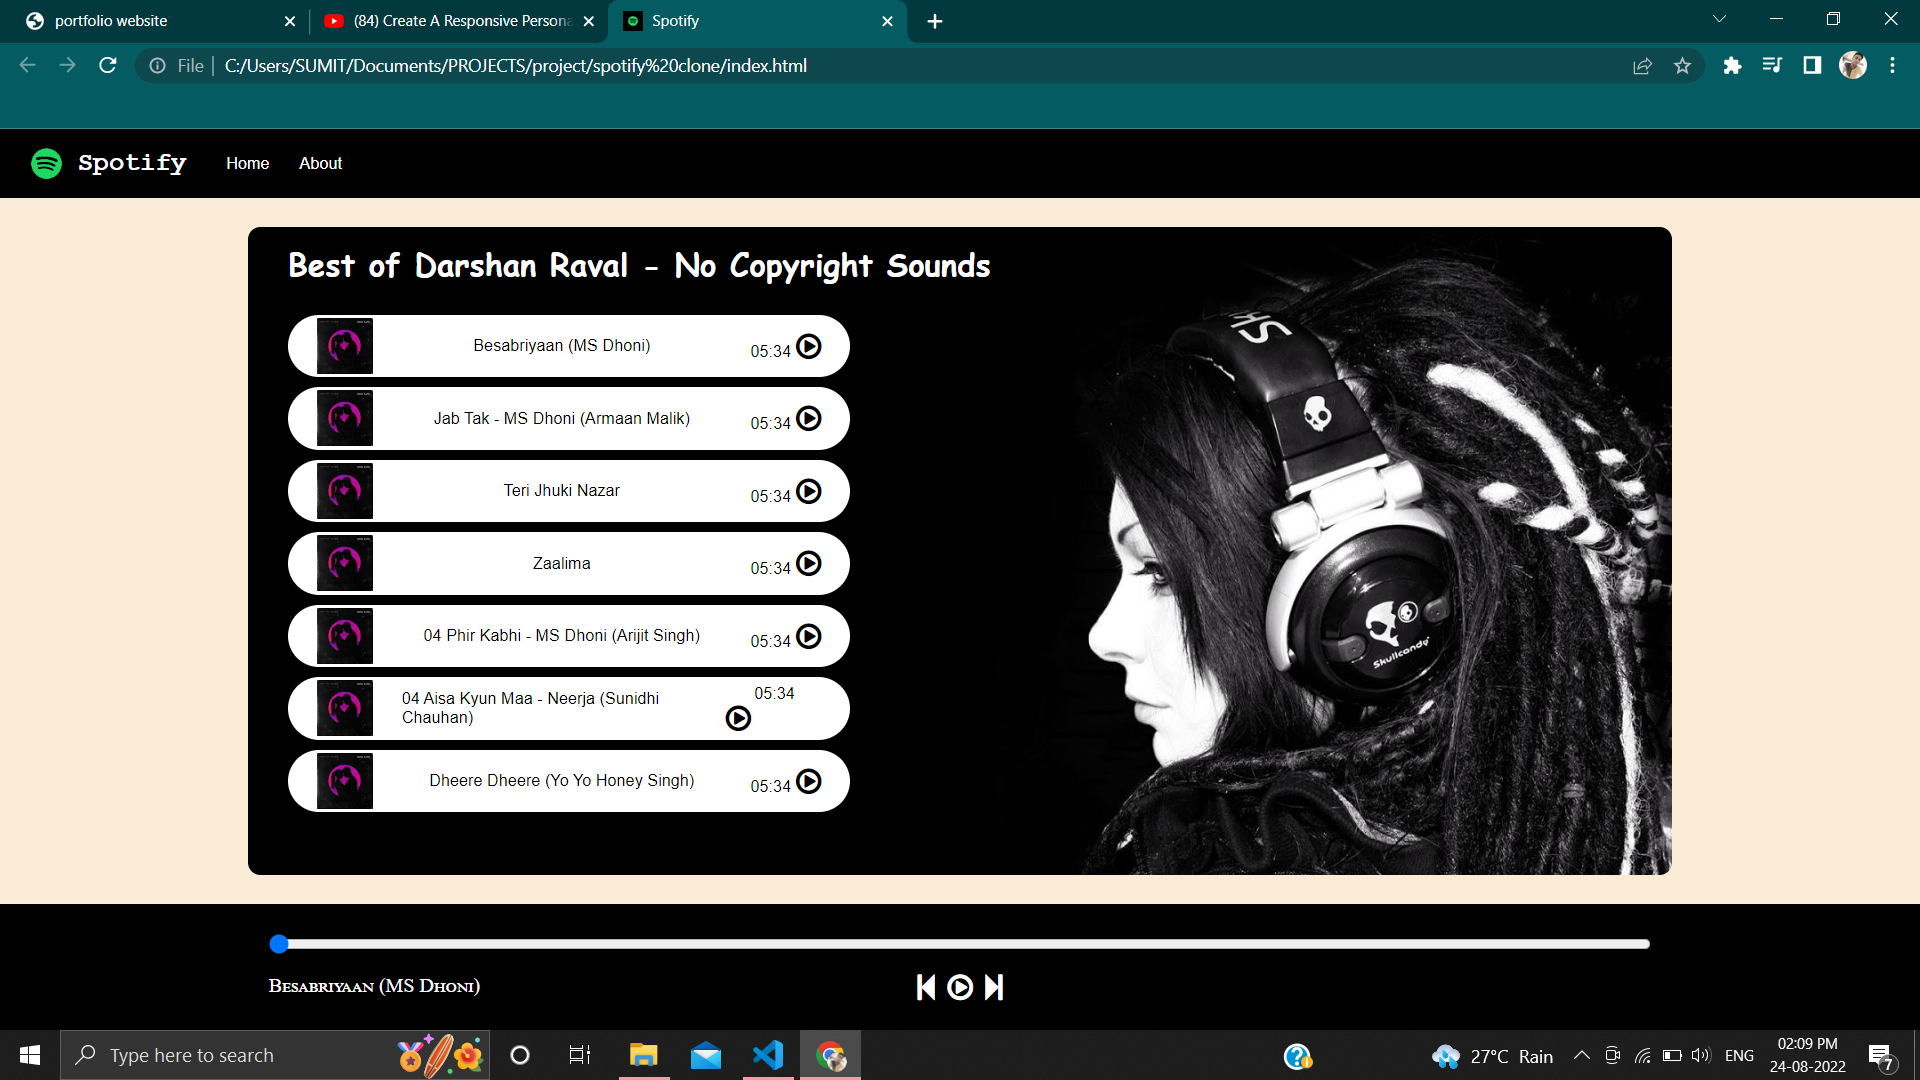 portfolio website
(84) Create A Responsive Persona
Spotify
File
C:/Users/SUMIT/Documents/PROJECTS/project/spotify%20clone/index.html
Spotify
Home
About
Best of Darshan Raval - No Copyright Sounds
Besabriyaan (MS Dhoni)
05:34
Jab Tak - MS Dhoni (Armaan Malik)
05:34
Teri Jhuki Nazar
05:34
Zaalima
05:34
04 Phir Kabhi - MS Dhoni (Arijit Singh)
05:34
04 Aisa Kyun Maa - Neerja (Sunidhi
Chauhan)
05:34
Dheere Dheere (Yo Yo Honey Singh)
05:34
SK
Skullcandy
Besabriyaan (MS Dhoni)
Type here to search
27°C Rain
ENG
02:09 PM
24-08-2022
7